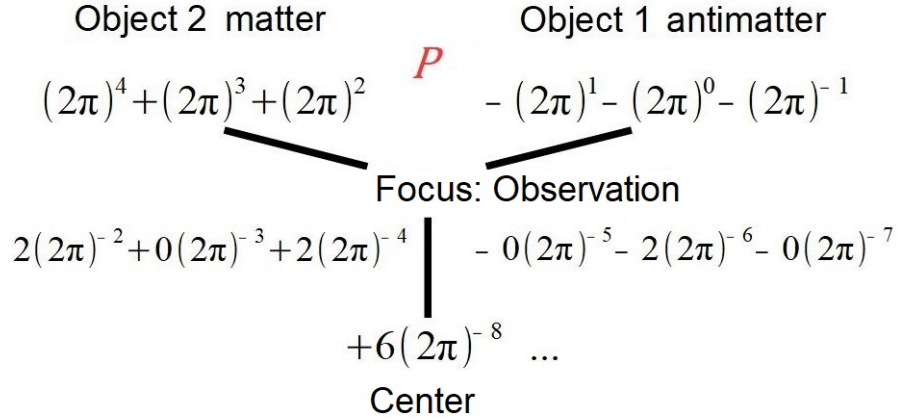 Object 2 matter
Object 1 antimatter
P
(2π)⁴+(2π)³+(2π)²
- (2π)¹- (2π)⁰- (2π)⁻¹
Focus: Observation
2(2π)⁻²+0(2π)⁻³+2(2π)⁻⁴
- 0(2π)⁻⁵- 2(2π)⁻⁶- 0(2π)⁻⁷
+6(2π)⁻⁸ ...
Center